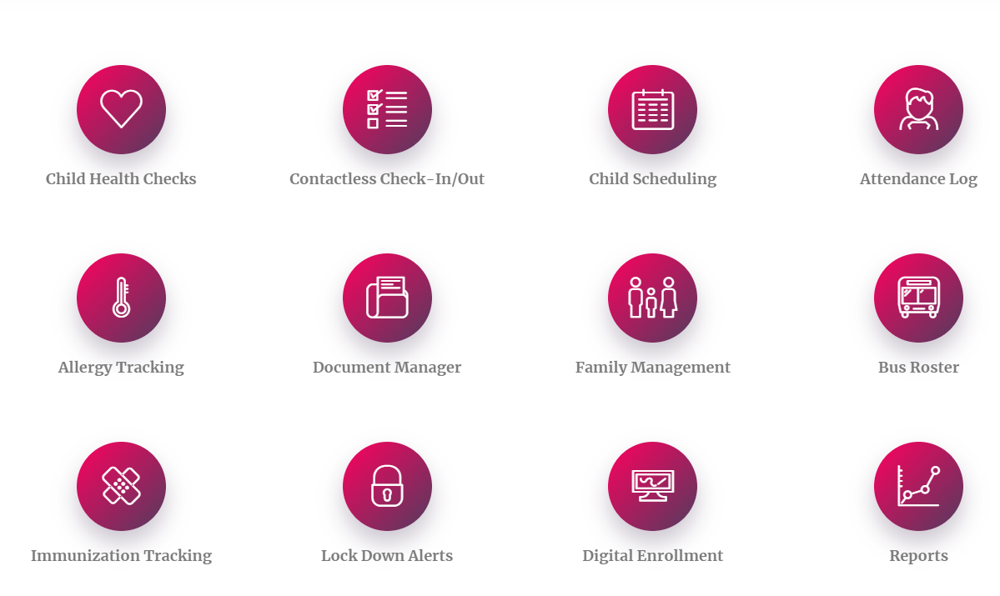 Child Health Checks
Contactless Check-In/Out
Child Scheduling
Attendance Log
Allergy Tracking
Document Manager
Family Management
Bus Roster
Immunization Tracking
Lock Down Alerts
Digital Enrollment
Reports